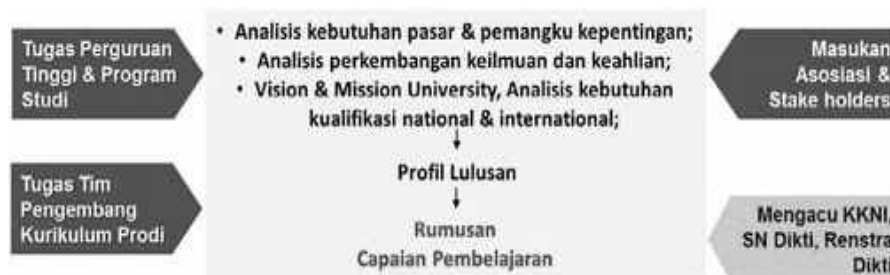 Tugas Perguruan
Tinggi & Program
Studi
• Analisis kebutuhan pasar & pemangku kepentingan;
• Analisis perkembangan keilmuan dan keahlian;
• Vision & Mission University, Analisis kebutuhan
kualifikasi national & international;
Masukan
Asosiasi &
Stake holders
Tugas Tim
Pengembang
Kurikulum Prodi
Profil Lulusan
Rumusan
Capaian Pembelajaran
Mengacu KKNI,
SN Dikti, Renstra
Dikti